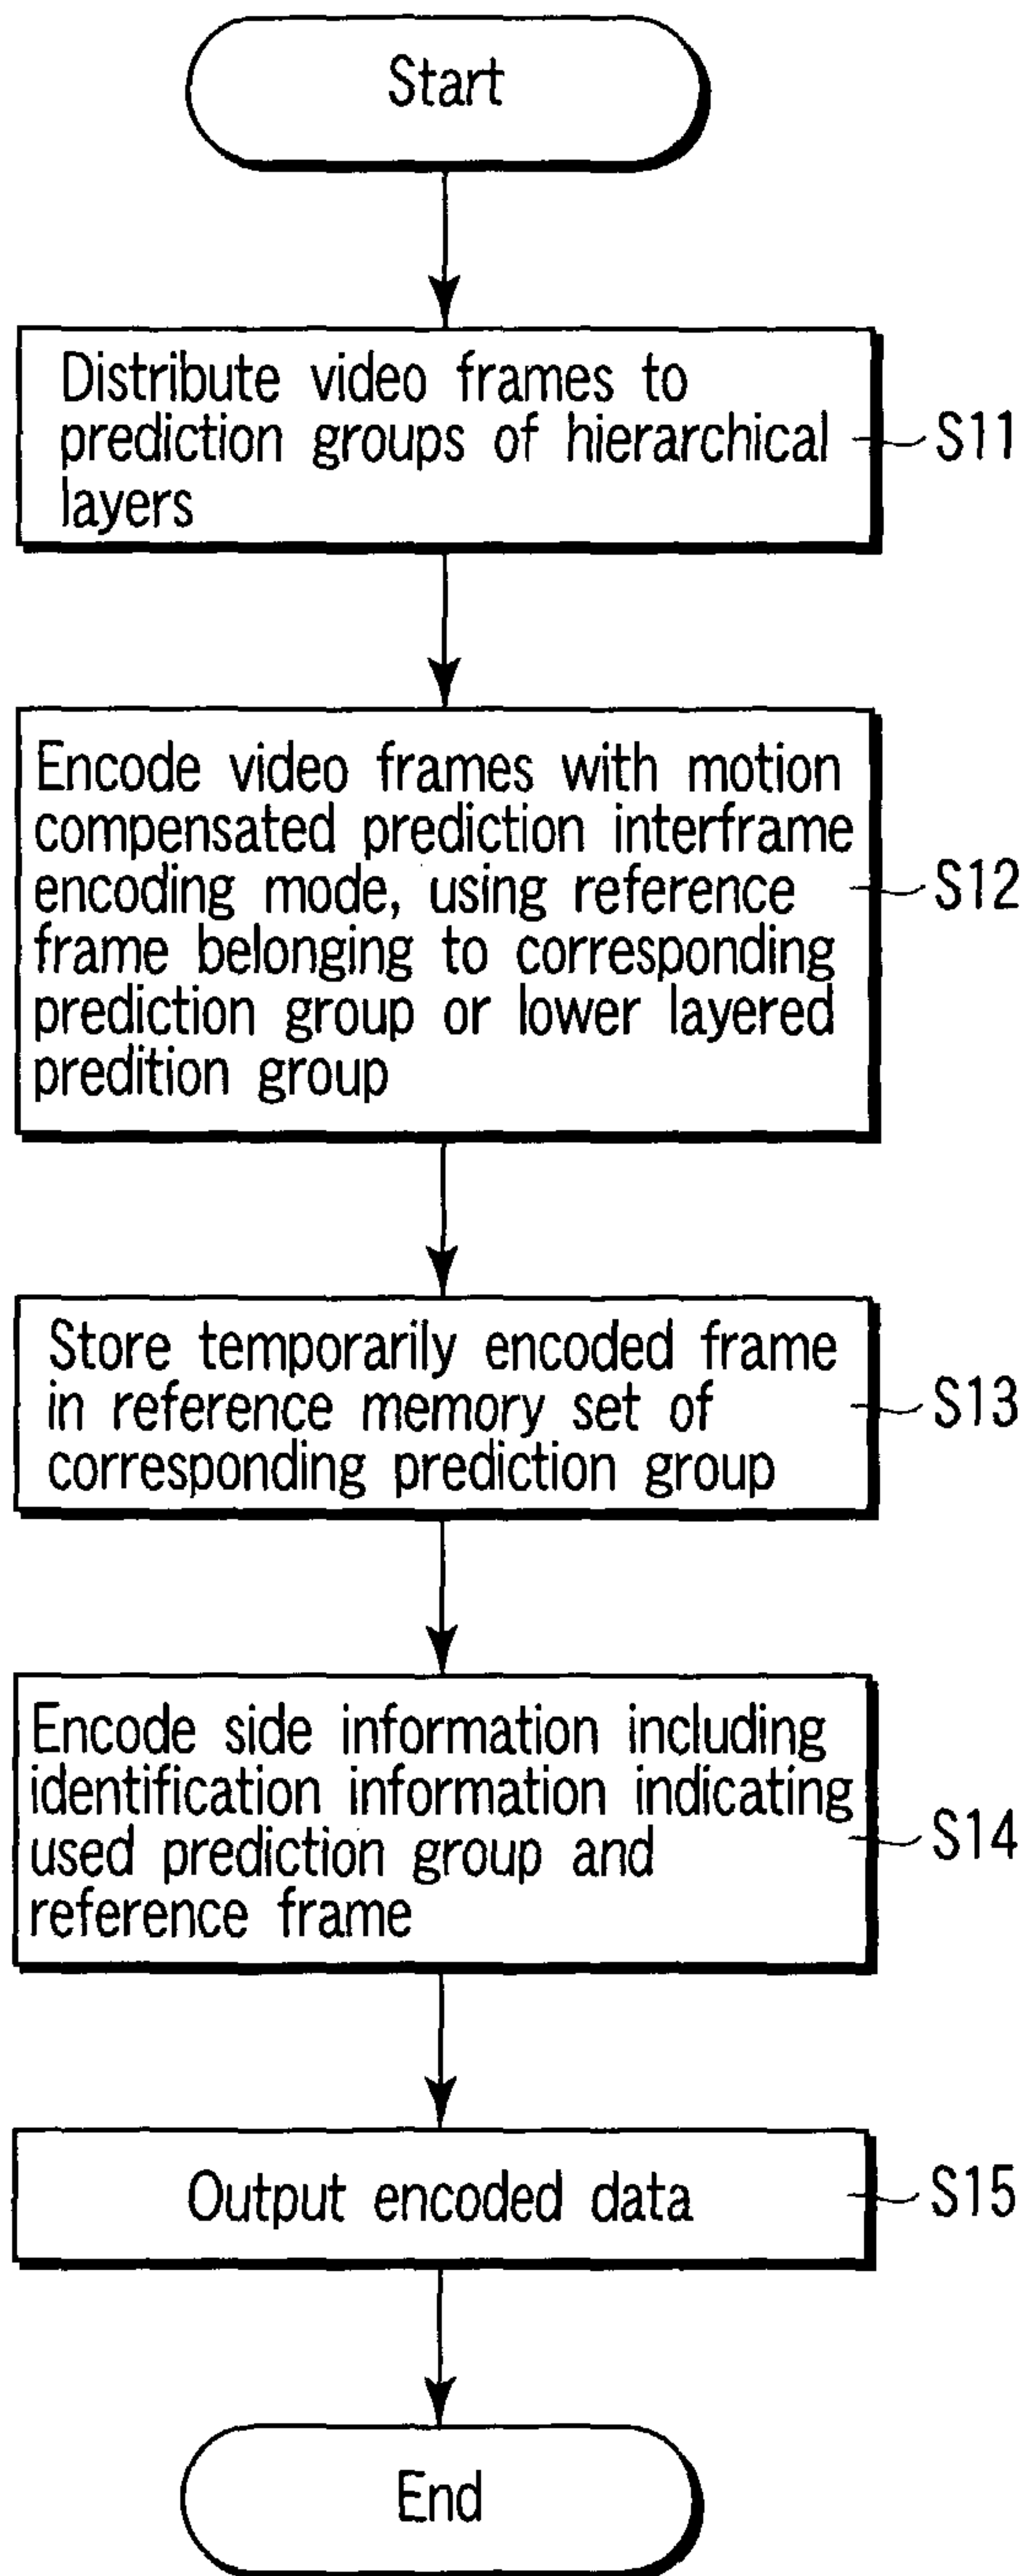 Start
Distribute video frames to
prediction groups of hierarchical
layers
S11
Encode video frames with motion
compensated prediction interframe
encoding mode, using reference
frame belonging to corresponding
prediction group or lower layered
predition group
S12
Store temporarily encoded frame
in reference memory set of
corresponding prediction group
S13
Encode side information including
identification information indicating
used prediction group and
reference frame
S14
Output encoded data
S15
End